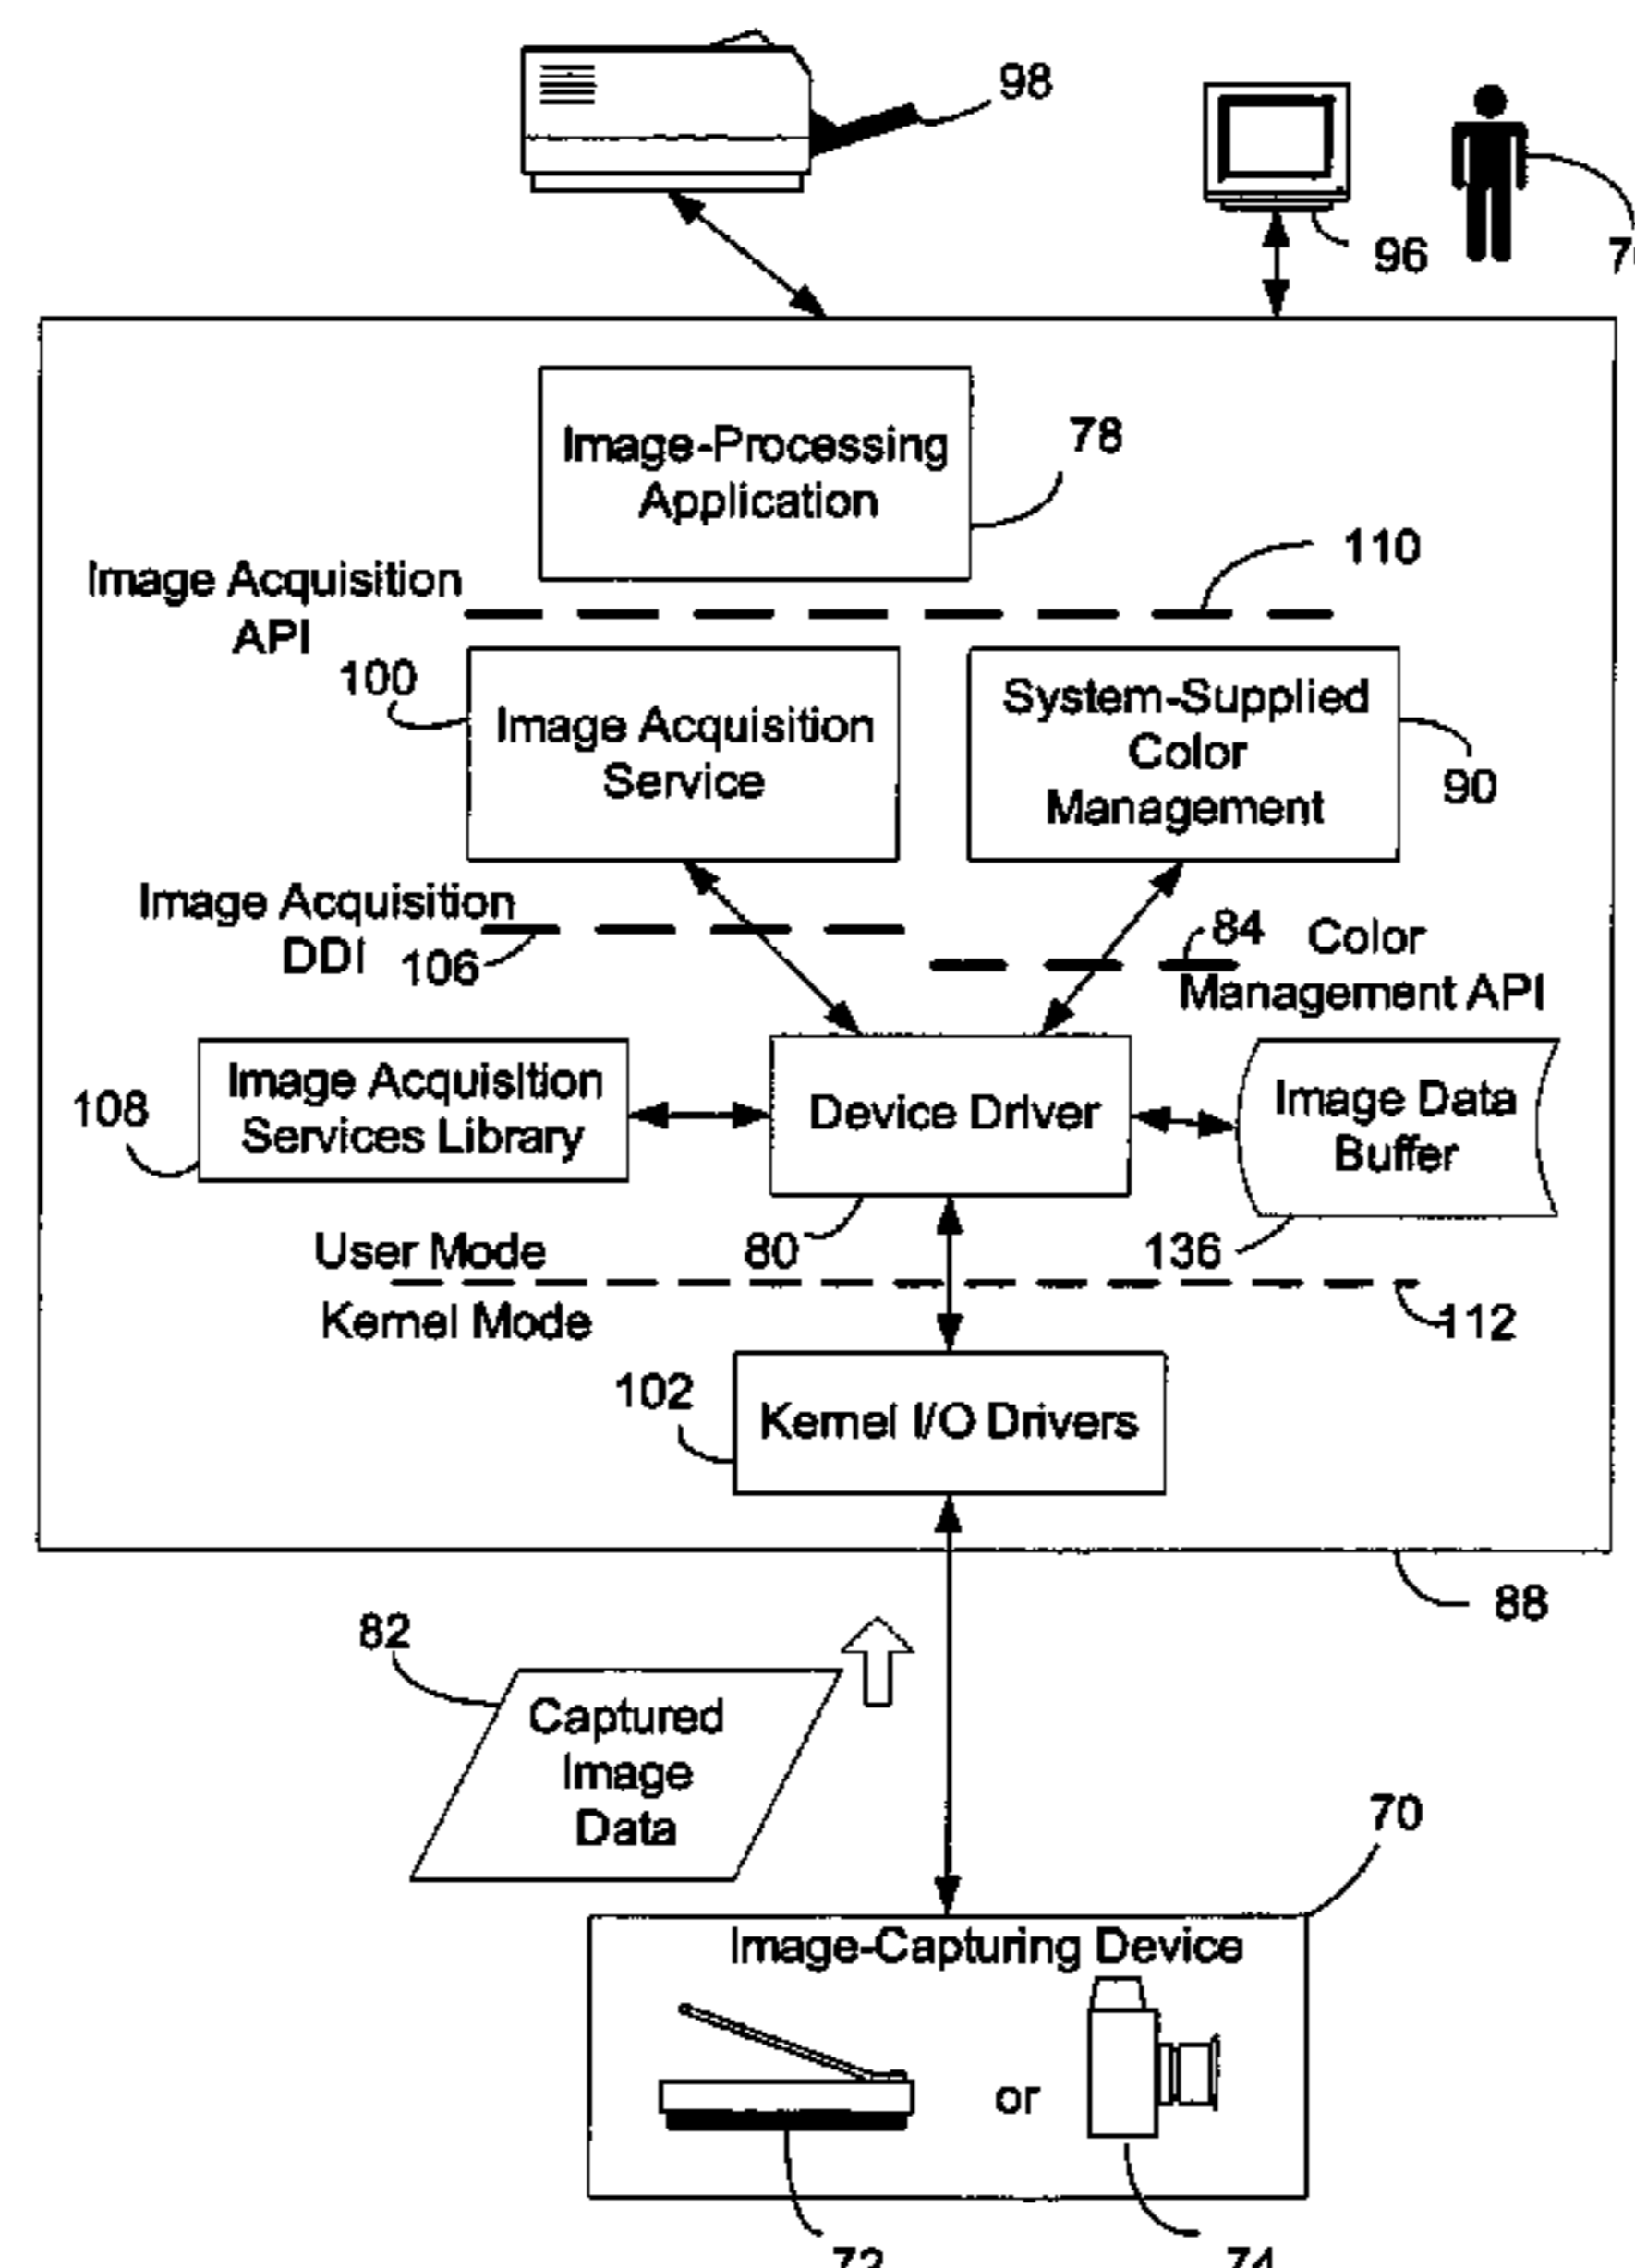 98
96
Image-Processing
Application
78
110
Image Acquisition
API
100
Image Acquisition
Service
System-Supplied
Color
Management
90
Image Acquisition
DDI
106
84
Color
Management API
108
Image Acquisition
Services Library
Device Driver
Image Data
Buffer
80
136
User Mode
Kernel Mode
112
102
Kernel I/O Drivers
88
82
Captured
Image
Data
70
Image-Capturing Device
or
74